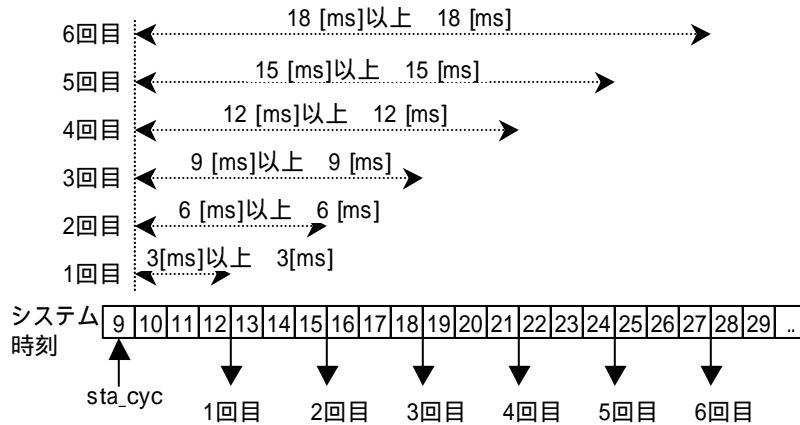 6回目 18 [ms]以上 18 [ms]
5回目 15 [ms]以上 15 [ms]
4回目 12 [ms]以上 12 [ms]
3回目 9 [ms]以上 9 [ms]
2回目 6 [ms]以上 6 [ms]
1回目 3[ms]以上 3[ms]
システム時刻 9 10 11 12 13 14 15 16 17 18 19 20 21 22 23 24 25 26 27 28 29 ..
sta_cyc
1回目 2回目 3回目 4回目 5回目 6回目